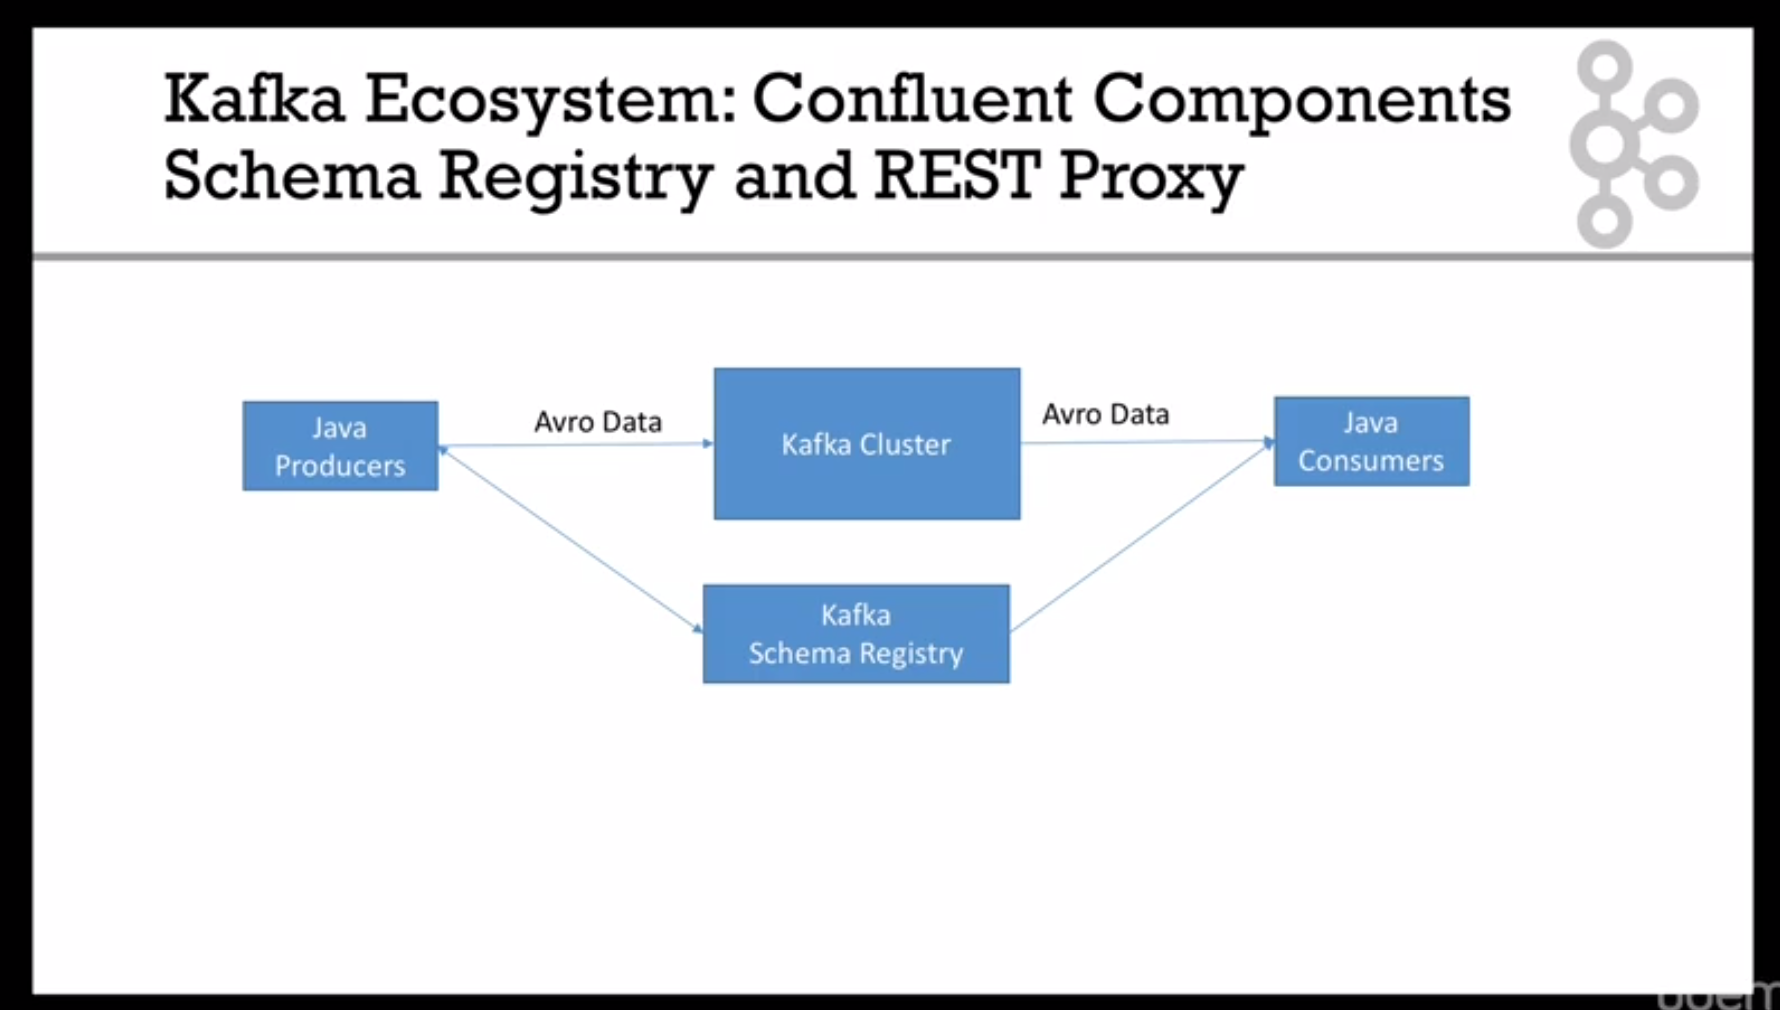 Kafka Ecosystem: Confluent Components
Schema Registry and REST Proxy
Java
Producers
Avro Data
Kafka Cluster
Avro Data
Java
Consumers
Kafka
Schema Registry